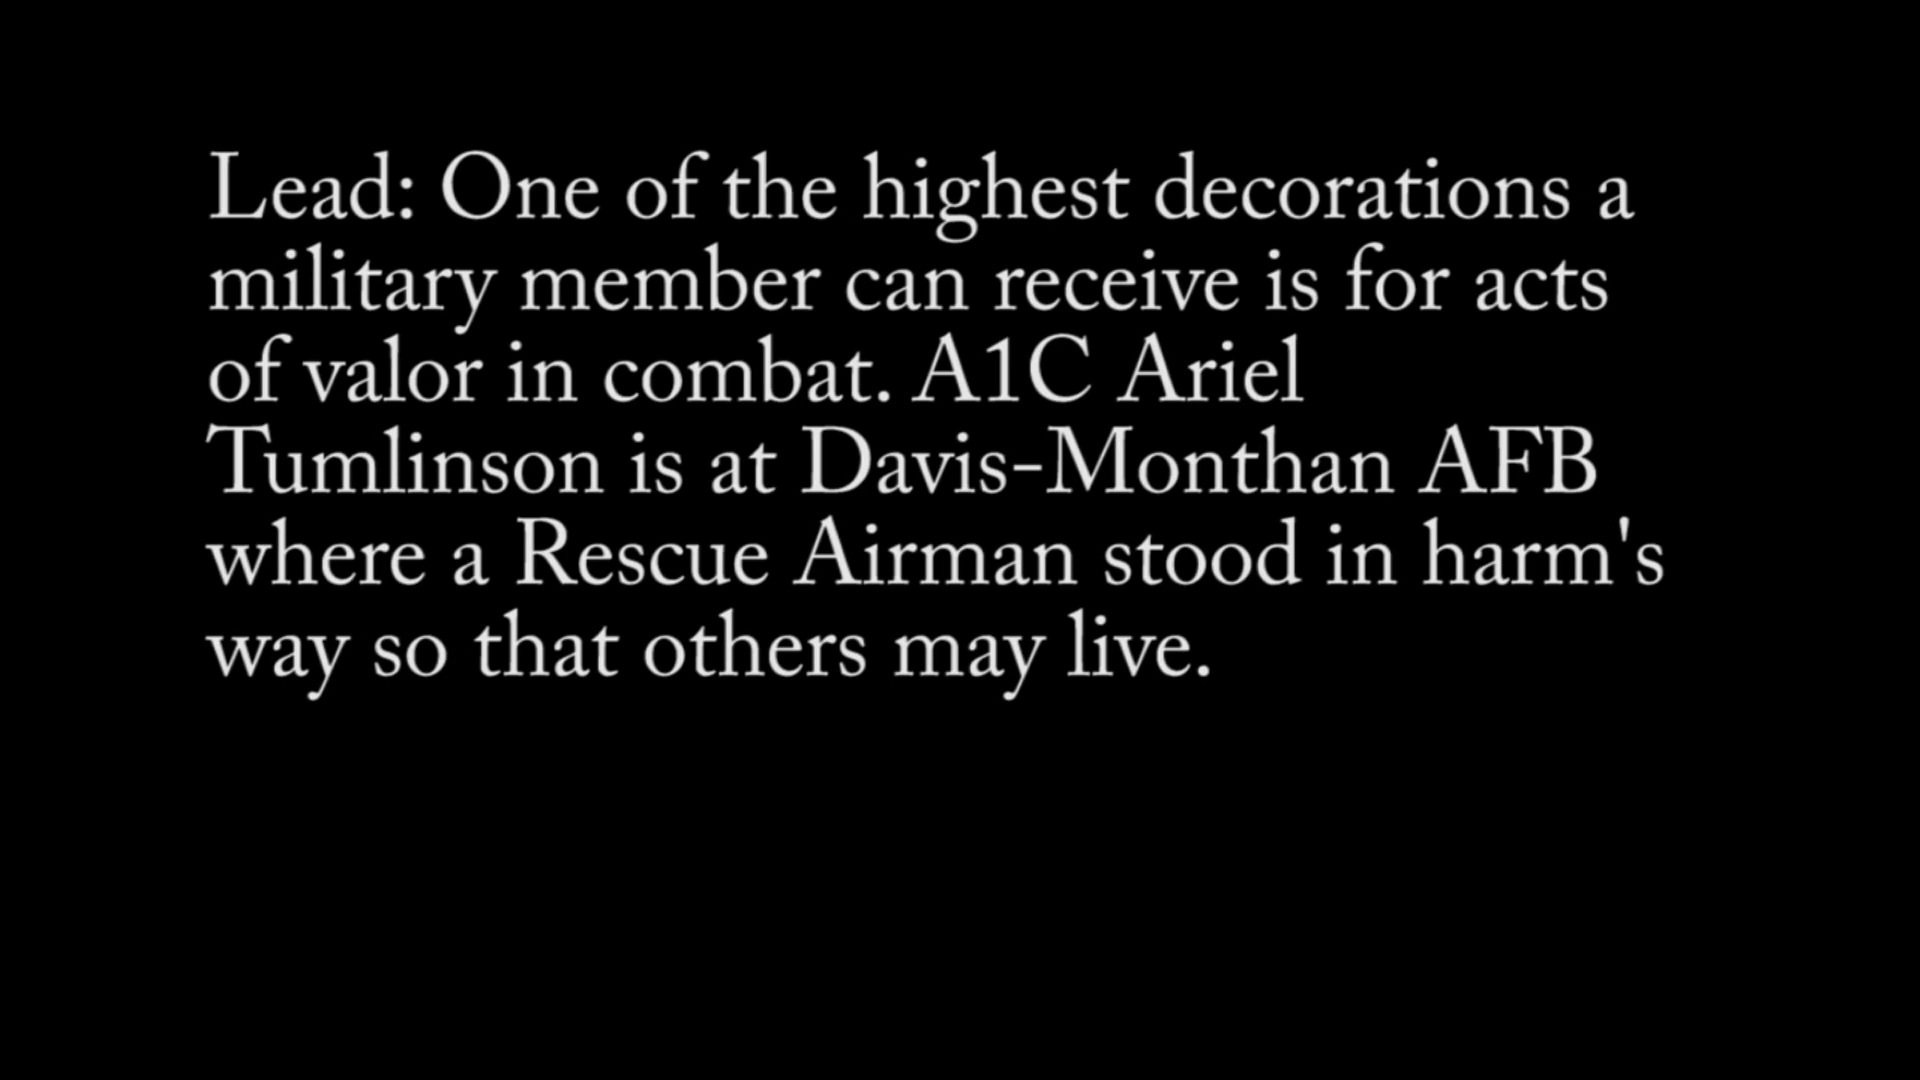 Lead: One of the highest decorations a
military member can receive is for acts
of valor in combat. A1C Ariel
Tumlinson is at Davis-Monthan AFB
where a Rescue Airman stood in harm's
way so that others may live.